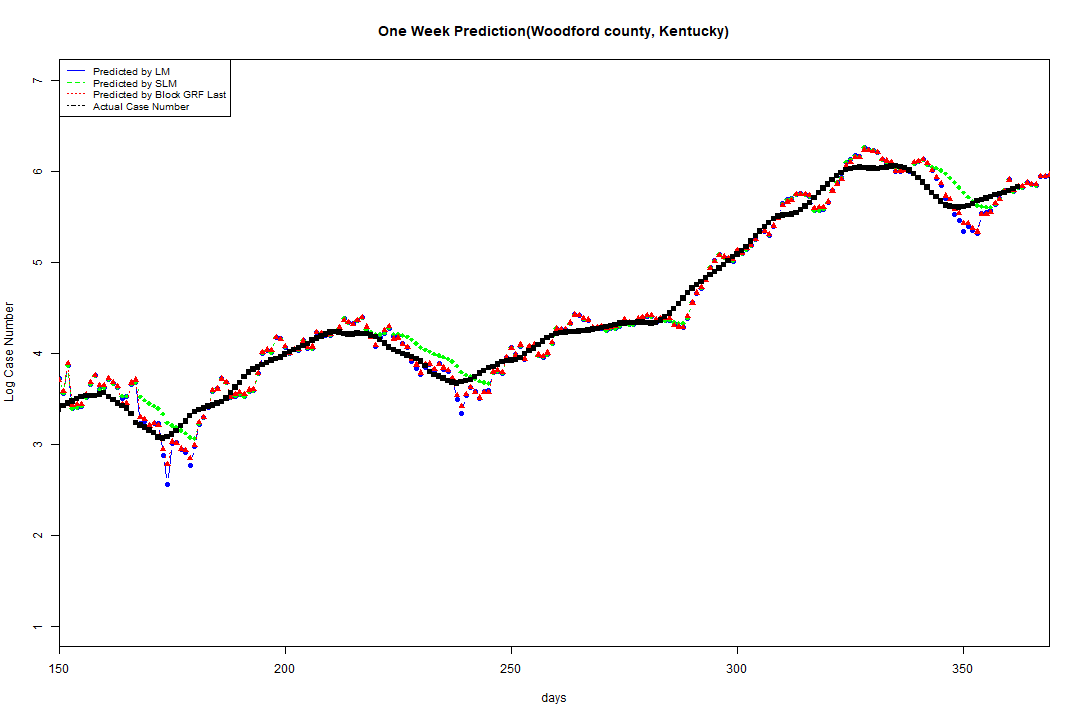 One Week Prediction(Woodford county, Kentucky)
Predicted by LM
Predicted by SLM
Predicted by Block GRF Last
Actual Case Number
7
6
5
4
3
2
1
Log Case Number
150 200 250 300 350
days